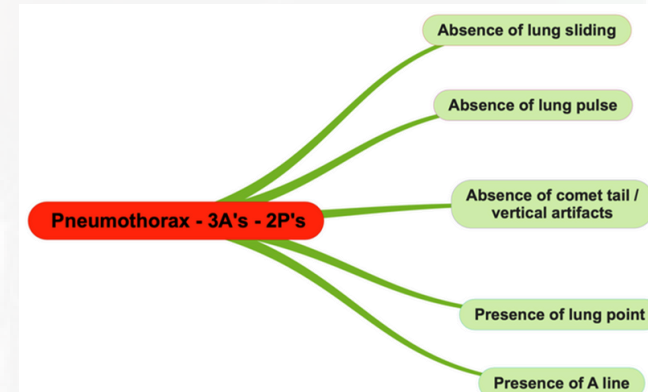 Absence of lung sliding
Absence of lung pulse
Pneumothorax - 3A's - 2P's
Absence of comet tail /
vertical artifacts
Presence of lung point
Presence of A line